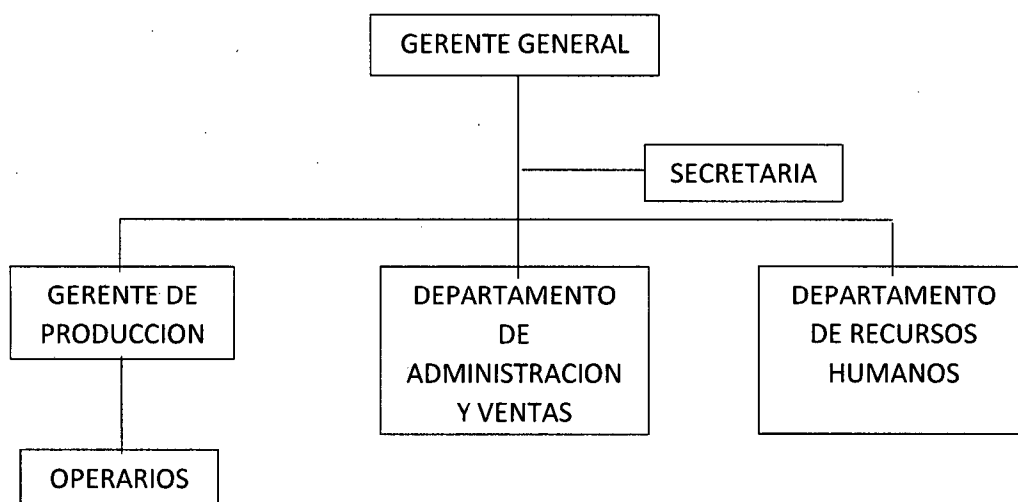 GERENTE GENERAL
SECRETARIA
GERENTE DE
PRODUCCION
DEPARTAMENTO
DE
ADMINISTRACION
Y VENTAS
DEPARTAMENTO
DE RECURSOS
HUMANOS
OPERARIOS